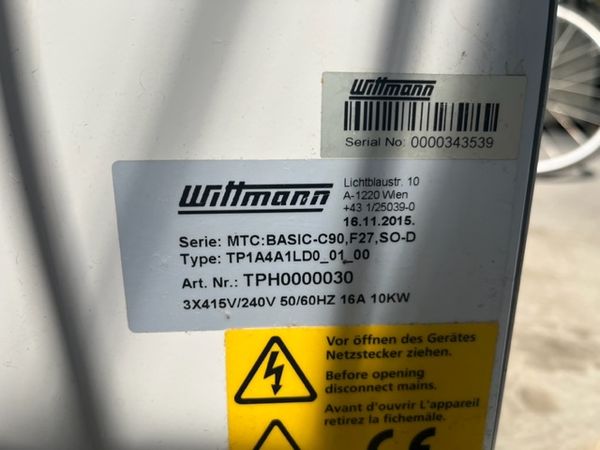 Wittmann
Serial No: 0000343539
Wittmann
Lichtblaustr. 10
A-1220 Wien
+43 1/25039-0
16.11.2015.
Serie: MTC:BASIC-C90,F27,SO-D
Type: TP1A4A1LD0_01_00
Art. Nr.: TPH0000030
3X415V/240V 50/60HZ 16A 10KW
Vor öffnen des Gerätes
Netzstecker ziehen.
Before opening
disconnect mains.
Avant d'ouvrir L'appareil
retirez la fichemâle.
CE